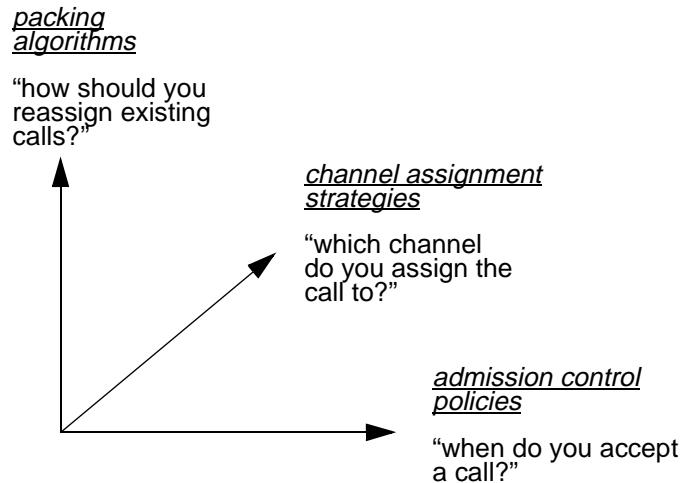 packing
algorithms
“how should you
reassign existing
calls?”
channel assignment
strategies
“which channel
do you assign the
call to?”
admission control
policies
“when do you accept
a call?”